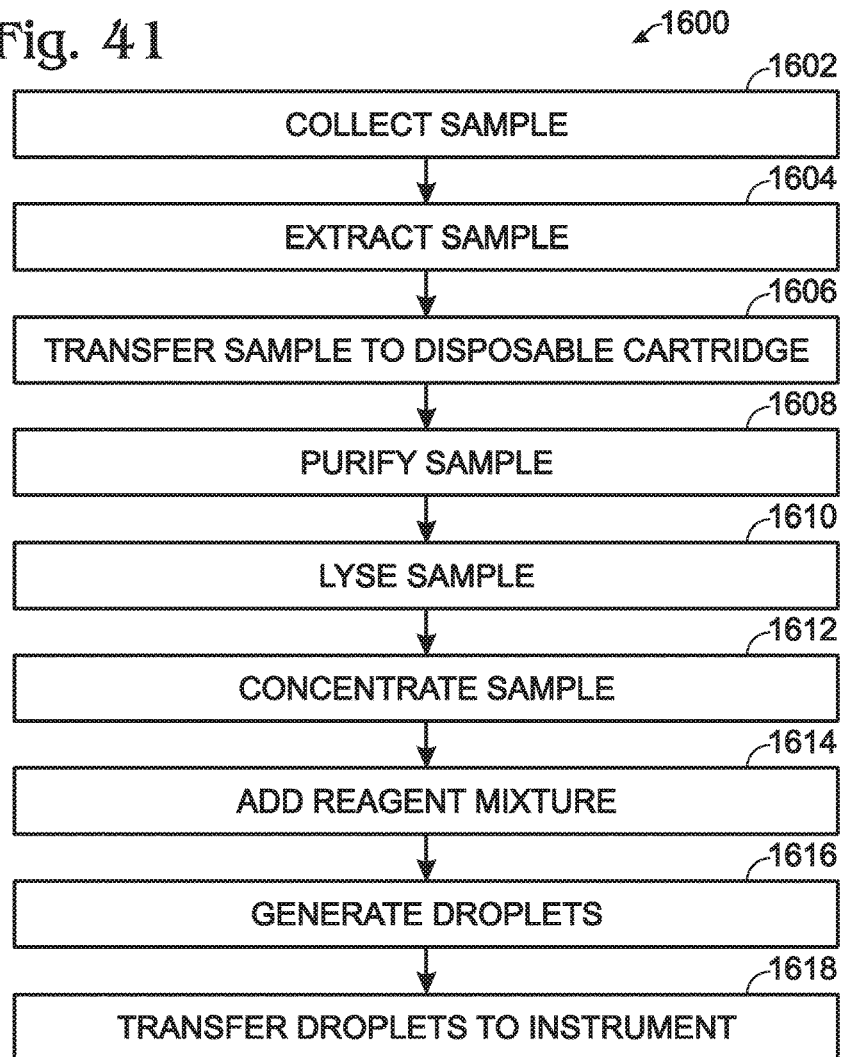 Fig. 41
1600
1602
COLLECT SAMPLE
1604
EXTRACT SAMPLE
1606
TRANSFER SAMPLE TO DISPOSABLE CARTRIDGE
1608
PURIFY SAMPLE
1610
LYSE SAMPLE
1612
CONCENTRATE SAMPLE
1614
ADD REAGENT MIXTURE
1616
GENERATE DROPLETS
1618
TRANSFER DROPLETS TO INSTRUMENT